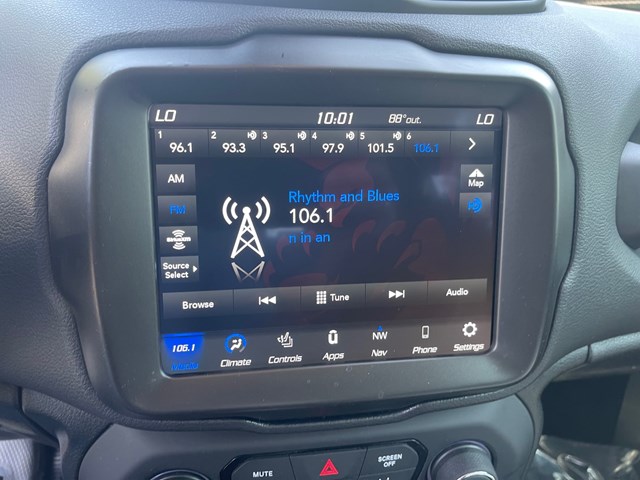 LO 10:01 88° out. LO
1 2 3 4 5 6
96.1 93.3 95.1 97.9 101.5 106.1
AM
Map
Rhythm and Blues
FM
106.1
SiriusXM
n in an
Source
Select
Browse Tune Audio
106.1 Climate Controls Apps NW Nav Phone Settings
MUTE SCREEN
OFF